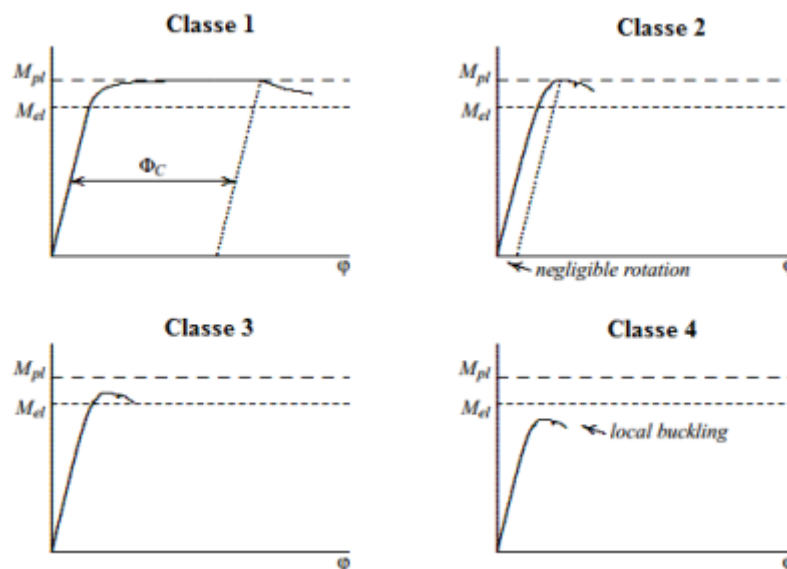 Classe 1
Classe 2
M_pl
M_el
Φ_C
φ
M_pl
M_el
negligible rotation
φ
Classe 3
Classe 4
M_pl
M_el
φ
M_pl
M_el
local buckling
φ